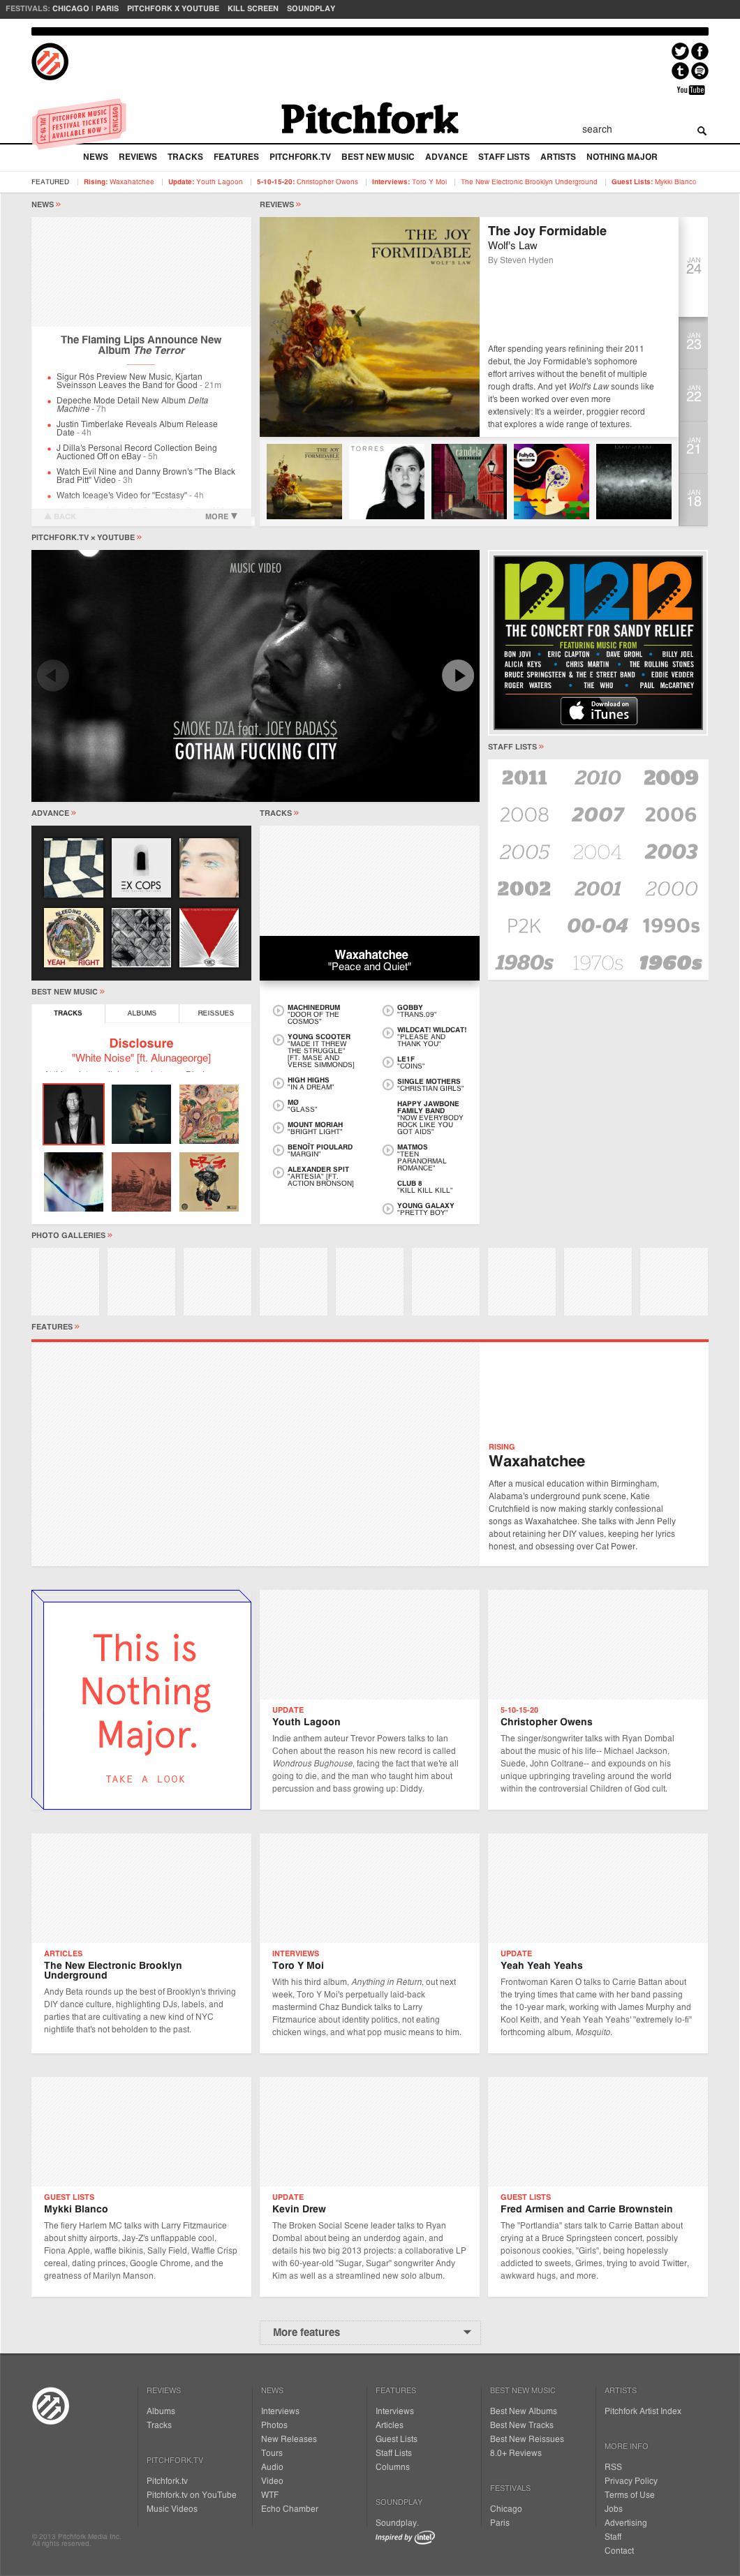 FESTIVALS: CHICAGO | PARIS PITCHFORK X YOUTUBE KILL SCREEN SOUNDPLAY
You Tube
PITCHFORK MUSIC
FESTIVAL TICKETS
AVAILABLE NOW >
CHICAGO
Pitchfork
search
NEWS REVIEWS TRACKS FEATURES PITCHFORK.TV BEST NEW MUSIC ADVANCE STAFF LISTS ARTISTS NOTHING MAJOR
FEATURED | Rising: Waxahatchee | Update: Youth Lagoon | 5-10-15-20: Christopher Owens | Interviews: Toro Y Moi | The New Electronic Brooklyn Underground | Guest Lists: Mykki Blanco
NEWS »
The Flaming Lips Announce New
Album The Terror
Sigur Rós Preview New Music, Kjartan
Sveinsson Leaves the Band for Good - 21m
Depeche Mode Detail New Album Delta
Machine - 7h
Justin Timberlake Reveals Album Release
Date - 4h
J Dilla's Personal Record Collection Being
Auctioned Off on eBay - 5h
Watch Evil Nine and Danny Brown's "The Black
Brad Pitt" Video - 3h
Watch Iceage's Video for "Ecstasy" - 4h
BACK
MORE
REVIEWS »
THE JOY
FORMIDABLE
WOLF'S LAW
The Joy Formidable
Wolf's Law
By Steven Hyden
After spending years refinining their 2011
debut, the Joy Formidable's sophomore
effort arrives without the benefit of multiple
rough drafts. And yet Wolf's Law sounds like
it's been worked over even more
extensively: It's a weirder, proggier record
that explores a wide range of textures.
JAN
24
JAN
23
JAN
22
JAN
21
JAN
18
THE JOY
FORMIDABLE
TORRES
candela
PITCHFORK.TV × YOUTUBE »
MUSIC VIDEO
SMOKE DZA feat. JOEY BADA$$
GOTHAM FUCKING CITY
12 12 12
THE CONCERT FOR SANDY RELIEF
FEATURING MUSIC FROM
BON JOVI • ERIC CLAPTON • DAVE GROHL • BILLY JOEL
ALICIA KEYS • CHRIS MARTIN • THE ROLLING STONES
BRUCE SPRINGSTEEN & THE E STREET BAND • EDDIE VEDDER
ROGER WATERS • THE WHO • PAUL McCARTNEY
Download on
iTunes
STAFF LISTS »
2011 2010 2009
2008 2007 2006
2005 2004 2003
2002 2001 2000
P2K 00-04 1990s
1980s 1970s 1960s
ADVANCE »
EX COPS
BLEEDING RAINBOW
YEAH RIGHT
TRACKS »
Waxahatchee
"Peace and Quiet"
MACHINEDRUM
"DOOR OF THE
COSMOS"
YOUNG SCOOTER
"MADE IT THREW
THE STRUGGLE"
[FT. MASE AND
VERSE SIMMONDS]
HIGH HIGHS
"IN A DREAM"
MØ
"GLASS"
MOUNT MORIAH
"BRIGHT LIGHT"
BENOÎT PIOULARD
"MARGIN"
ALEXANDER SPIT
"ARTESIA" [FT.
ACTION BRONSON]
GOBBY
"TRANS.09"
WILDCAT! WILDCAT!
"PLEASE AND
THANK YOU"
LE1F
"COINS"
SINGLE MOTHERS
"CHRISTIAN GIRLS"
HAPPY JAWBONE
FAMILY BAND
"NOW EVERYBODY
ROCK LIKE YOU
GOT AIDS"
MATMOS
"TEEN
PARANORMAL
ROMANCE"
CLUB 8
"KILL KILL KILL"
YOUNG GALAXY
"PRETTY BOY"
BEST NEW MUSIC »
TRACKS ALBUMS REISSUES
Disclosure
"White Noise" [ft. Alunageorge]
PHOTO GALLERIES »
FEATURES »
RISING
Waxahatchee
After a musical education within Birmingham,
Alabama's underground punk scene, Katie
Crutchfield is now making starkly confessional
songs as Waxahatchee. She talks with Jenn Pelly
about retaining her DIY values, keeping her lyrics
honest, and obsessing over Cat Power.
This is
Nothing
Major.
TAKE A LOOK
UPDATE
Youth Lagoon
Indie anthem auteur Trevor Powers talks to Ian
Cohen about the reason his new record is called
Wondrous Bughouse, facing the fact that we're all
going to die, and the man who taught him about
percussion and bass growing up: Diddy.
5-10-15-20
Christopher Owens
The singer/songwriter talks with Ryan Dombal
about the music of his life-- Michael Jackson,
Suede, John Coltrane-- and expounds on his
unique upbringing traveling around the world
within the controversial Children of God cult.
ARTICLES
The New Electronic Brooklyn
Underground
Andy Beta rounds up the best of Brooklyn's thriving
DIY dance culture, highlighting DJs, labels, and
parties that are cultivating a new kind of NYC
nightlife that's not beholden to the past.
INTERVIEWS
Toro Y Moi
With his third album, Anything in Return, out next
week, Toro Y Moi's perpetually laid-back
mastermind Chaz Bundick talks to Larry
Fitzmaurice about identity politics, not eating
chicken wings, and what pop music means to him.
UPDATE
Yeah Yeah Yeahs
Frontwoman Karen O talks to Carrie Battan about
the trying times that came with her band passing
the 10-year mark, working with James Murphy and
Kool Keith, and Yeah Yeah Yeahs' "extremely lo-fi"
forthcoming album, Mosquito.
GUEST LISTS
Mykki Blanco
The fiery Harlem MC talks with Larry Fitzmaurice
about shitty airports, Jay-Z's unflappable cool,
Fiona Apple, waffle bikinis, Sally Field, Waffle Crisp
cereal, dating princes, Google Chrome, and the
greatness of Marilyn Manson.
UPDATE
Kevin Drew
The Broken Social Scene leader talks to Ryan
Dombal about being an underdog again, and
details his two big 2013 projects: a collaborative LP
with 60-year-old "Sugar, Sugar" songwriter Andy
Kim as well as a streamlined new solo album.
GUEST LISTS
Fred Armisen and Carrie Brownstein
The "Portlandia" stars talk to Carrie Battan about
crying at a Bruce Springsteen concert, possibly
poisonous cookies, "Girls", being hopelessly
addicted to sweets, Grimes, trying to avoid Twitter,
awkward hugs, and more.
More features
REVIEWS
Albums
Tracks
PITCHFORK.TV
Pitchfork.tv
Pitchfork.tv on YouTube
Music Videos
NEWS
Interviews
Photos
New Releases
Tours
Audio
Video
WTF
Echo Chamber
FEATURES
Interviews
Articles
Guest Lists
Staff Lists
Columns
SOUNDPLAY
Soundplay.
Inspired by intel
BEST NEW MUSIC
Best New Albums
Best New Tracks
Best New Reissues
8.0+ Reviews
FESTIVALS
Chicago
Paris
ARTISTS
Pitchfork Artist Index
MORE INFO
RSS
Privacy Policy
Terms of Use
Jobs
Advertising
Staff
Contact
© 2013 Pitchfork Media Inc.
All rights reserved.